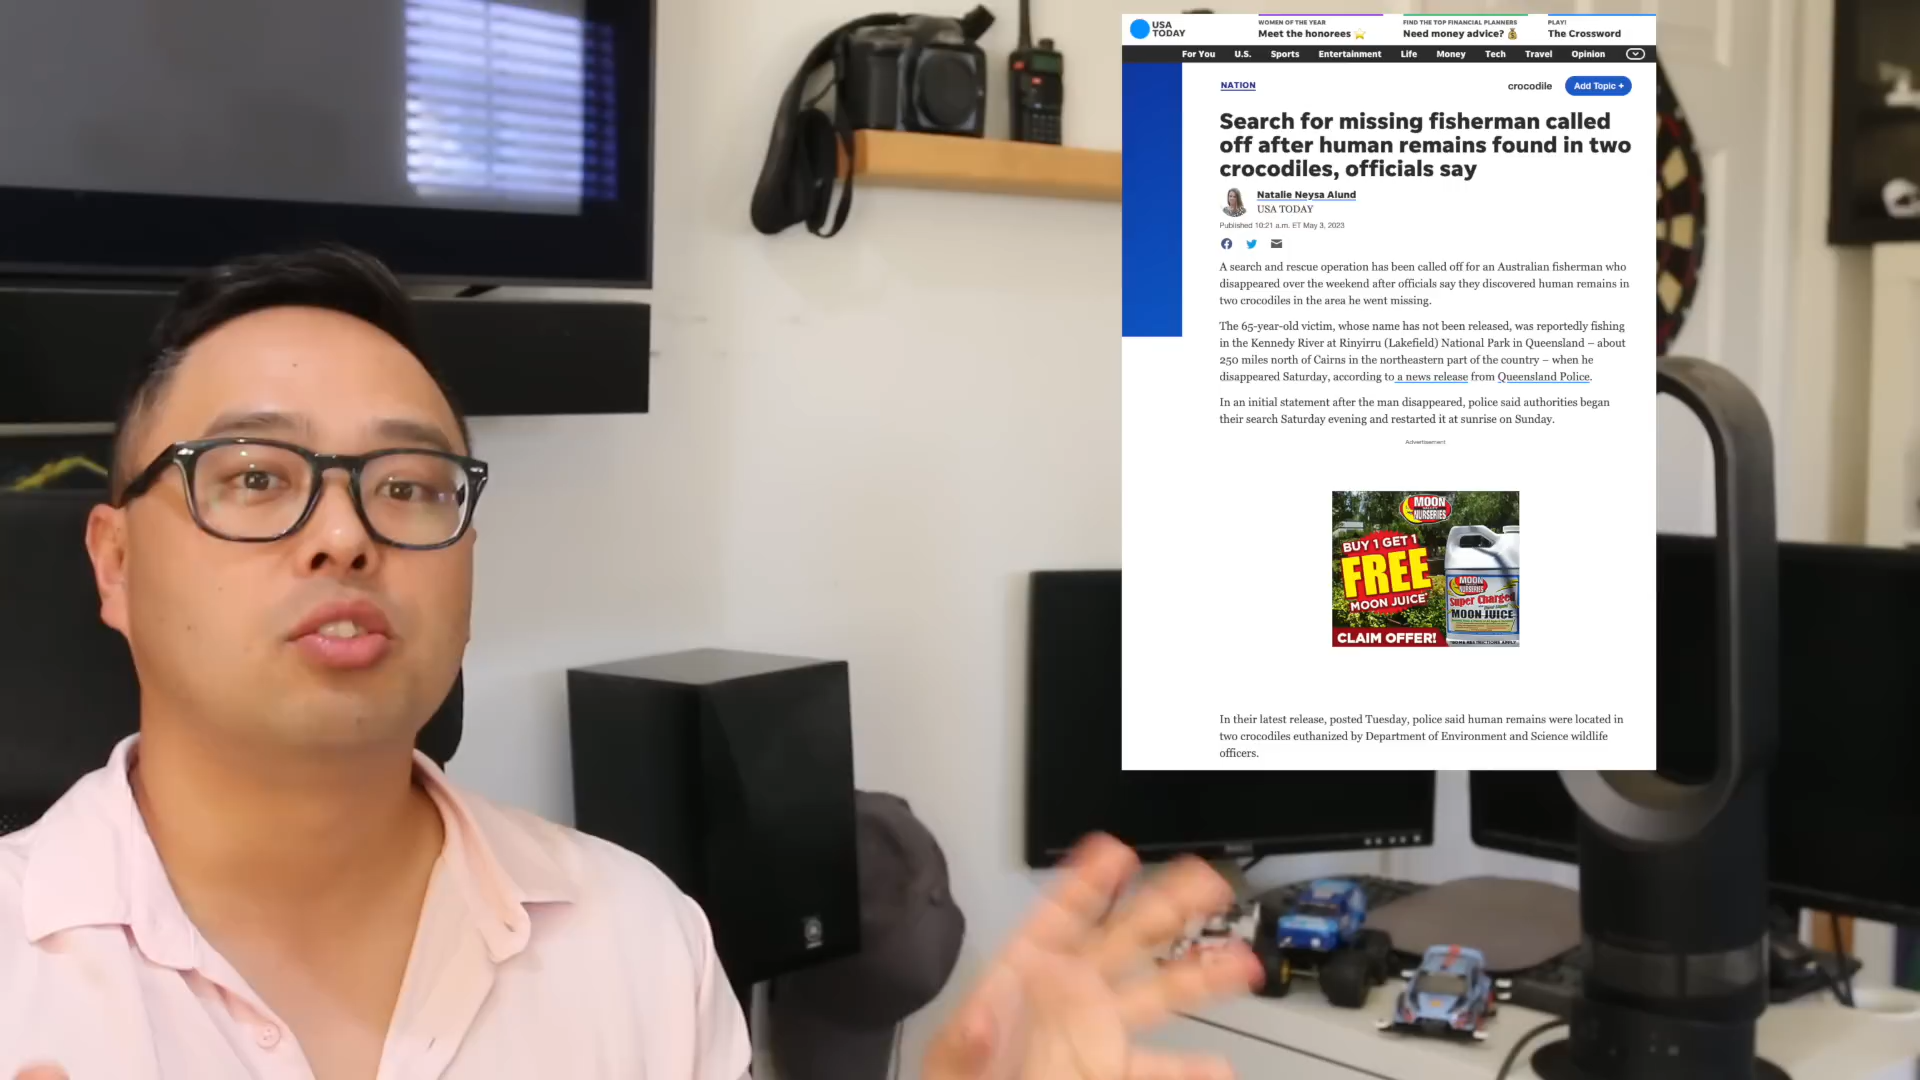 USA
TODAY
WOMEN OF THE YEAR
Meet the honorees
FIND THE TOP FINANCIAL PLANNERS
Need money advice?
PLAY!
The Crossword
For You U.S. Sports Entertainment Life Money Tech Travel Opinion
NATION
crocodile Add Topic +
Search for missing fisherman called
off after human remains found in two
crocodiles, officials say
Natalie Neysa Alund
USA TODAY
Published 10:21 a.m. ET May 3, 2023
A search and rescue operation has been called off for an Australian fisherman who
disappeared over the weekend after officials say they discovered human remains in
two crocodiles in the area he went missing.
The 65-year-old victim, whose name has not been released, was reportedly fishing
in the Kennedy River at Rinyirru (Lakefield) National Park in Queensland – about
250 miles north of Cairns in the northeastern part of the country – when he
disappeared Saturday, according to a news release from Queensland Police.
In an initial statement after the man disappeared, police said authorities began
their search Saturday evening and restarted it at sunrise on Sunday.
Advertisement
MOON
VALLEY
NURSERIES
BUY 1 GET 1
FREE
MOON JUICE*
CLAIM OFFER!
MOON
NURSERIES
Super Charged
MOON JUICE
*SOME RESTRICTIONS APPLY
In their latest release, posted Tuesday, police said human remains were located in
two crocodiles euthanized by Department of Environment and Science wildlife
officers.